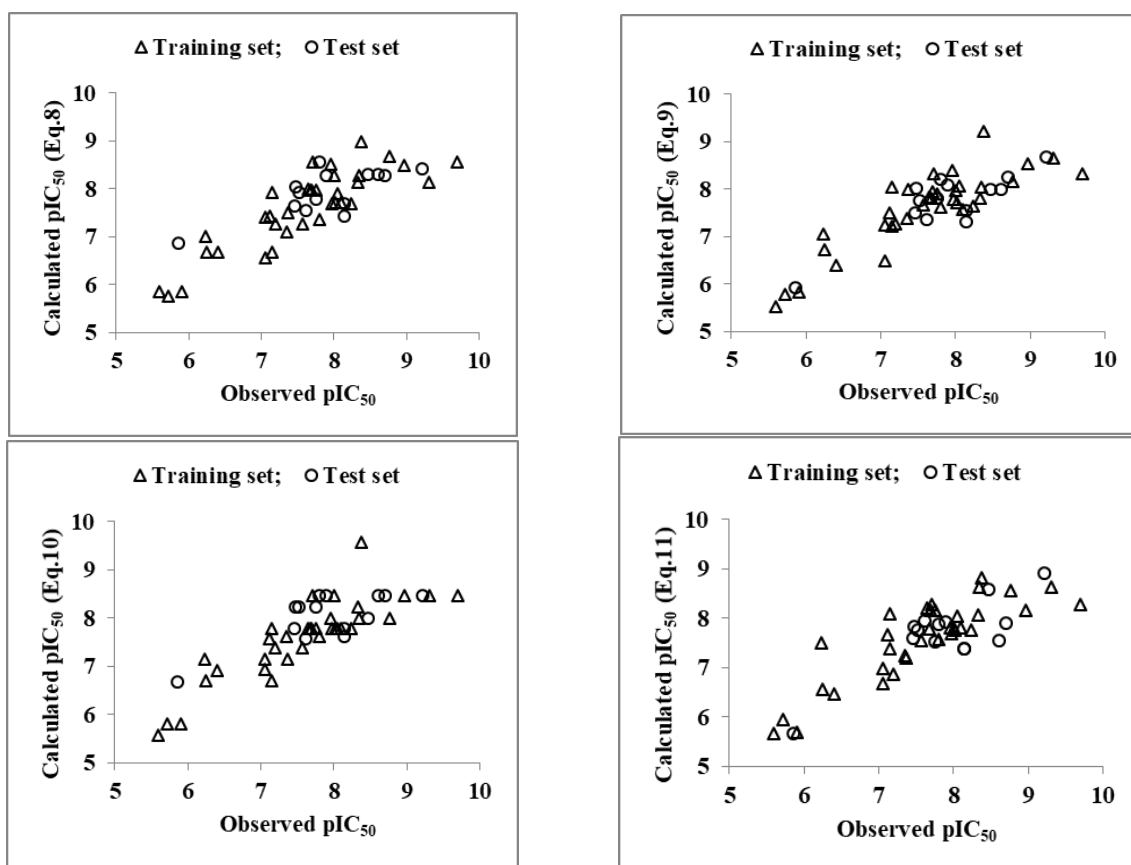 △ Training set; ○ Test set
10
9
8
7
6
5
5 6 7 8 9 10
Calculated pIC₅₀ (Eq.8)
Observed pIC₅₀
△ Training set; ○ Test set
10
9
8
7
6
5
5 6 7 8 9 10
Calculated pIC₅₀ (Eq.9)
Observed pIC₅₀
△ Training set; ○ Test set
10
9
8
7
6
5
5 6 7 8 9 10
Calculated pIC₅₀ (Eq.10)
Observed pIC₅₀
△ Training set; ○ Test set
10
9
8
7
6
5
5 6 7 8 9 10
Calculated pIC₅₀ (Eq.11)
Observed pIC₅₀